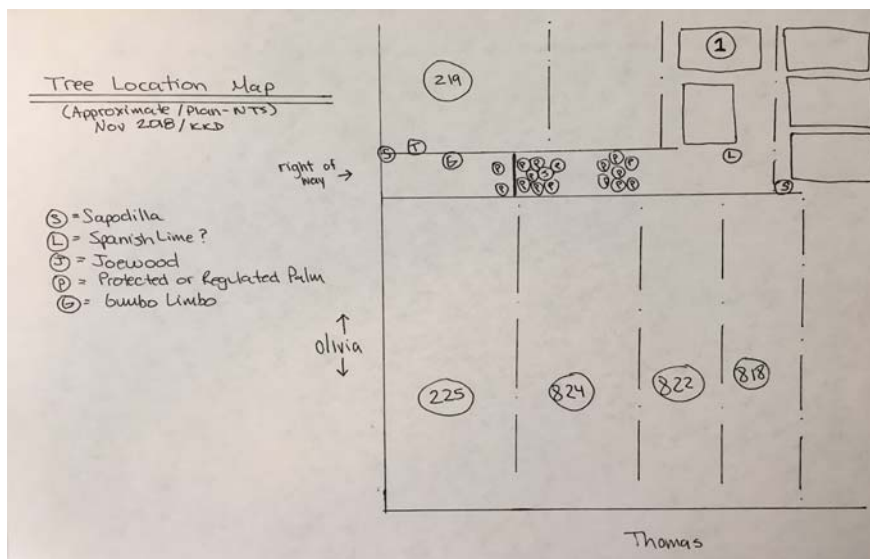 Tree Location Map
(Approximate/Plan-NTS)
Nov 2018/KKD
right of way →
Ⓢ = Sapodilla
Ⓛ = Spanish Lime?
Ⓙ = Joewood
Ⓟ = Protected or Regulated Palm
Ⓖ = Gumbo Limbo
↑
Olivia
↓
219
1
S
J
G
P
P
P P P
P S P
P P P
P
P P
P P
P P P
L
S
225
824
822
818
Thomas